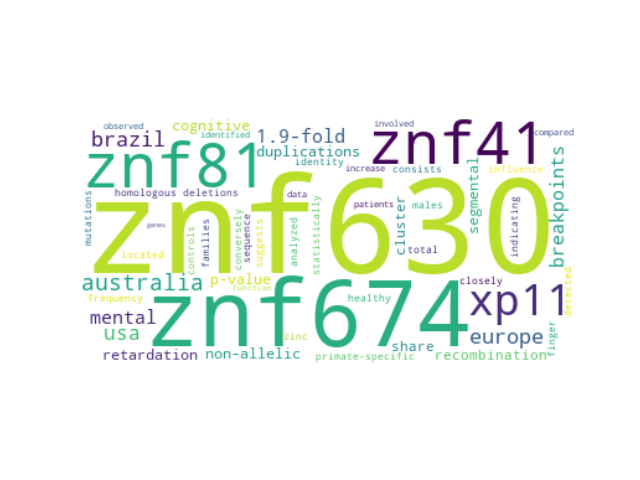 observed
cognitive
identified
involved
compared
brazil
1.9-fold
znf41
duplications
znf81
identity
increase
consists
influence
homologous
deletions
data
patients
males
segmental
breakpoints
mutations
znf630
controls
families
conversely
sequence
suggests
analyzed
statistically
cluster
total
indicating
located
genes
australia
p-value
function
closely
detected
frequency
znf674
healthy
xp11
mental
usa
zinc
europe
share
finger
retardation
non-allelic
primate-specific
recombination